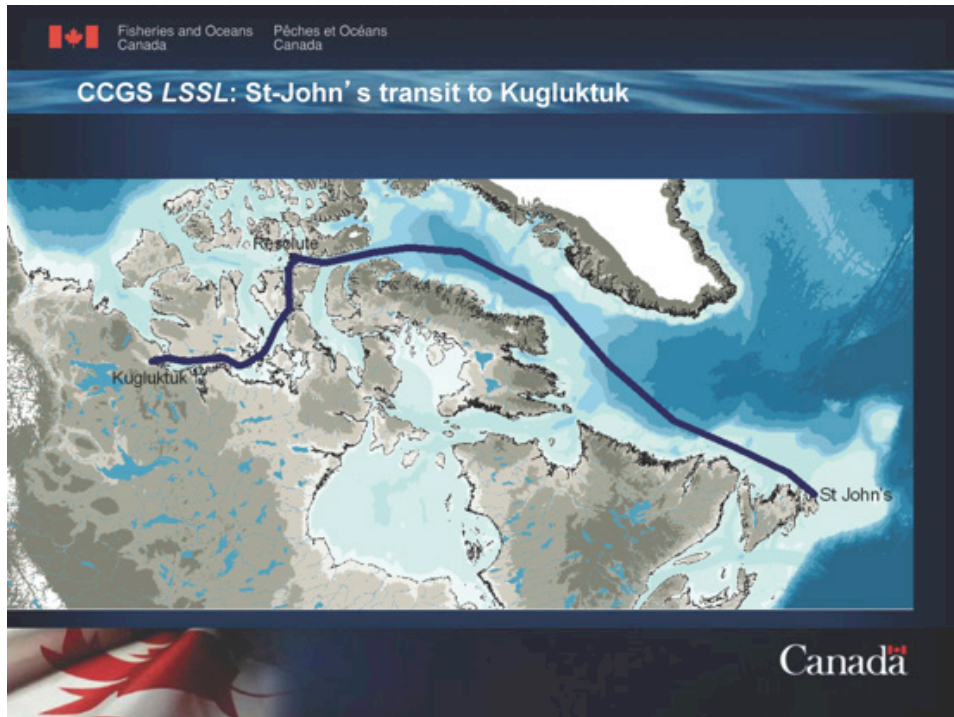 Fisheries and Oceans
Canada
Pêches et Océans
Canada
CCGS LSSL: St-John's transit to Kugluktuk
Resolute
Kugluktuk
St John's
Canada